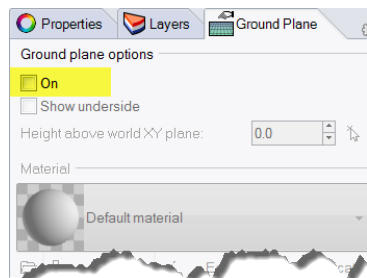 Properties Layers Ground Plane
Ground plane options
On
Show underside
Height above world XY plane: 0.0
Material
Default material